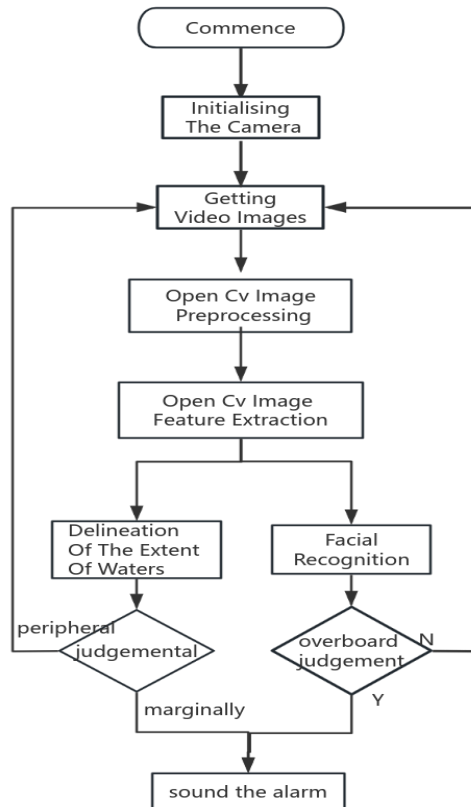 Commence
Initialising
The Camera
Getting
Video Images
Open Cv Image
Preprocessing
Open Cv Image
Feature Extraction
Delineation
Of The Extent
Of Waters
Facial
Recognition
peripheral
judgemental
overboard
judgement
N
marginally
Y
sound the alarm